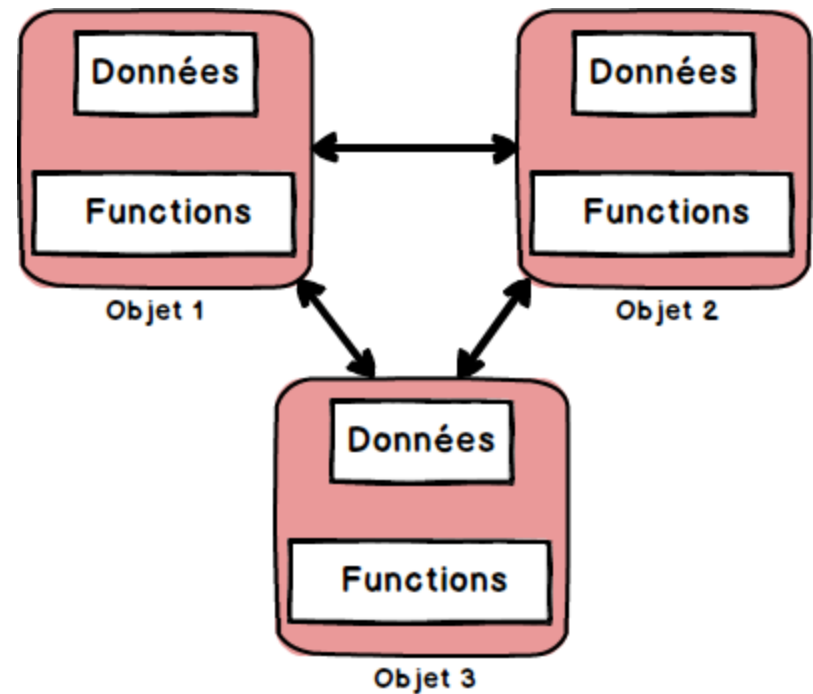 Données
Données
Functions
Functions
Objet 1
Objet 2
Données
Functions
Objet 3